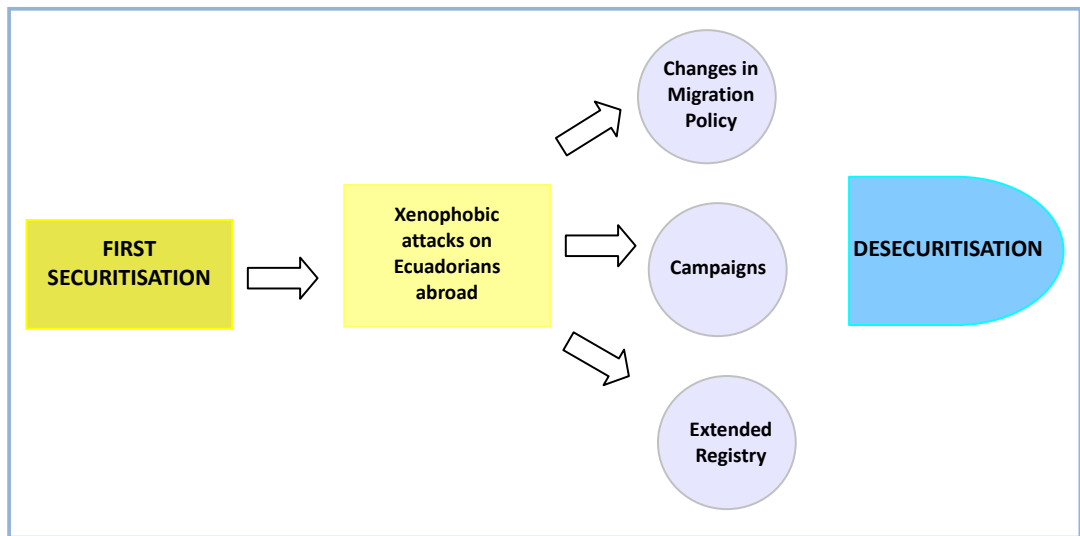 FIRST
SECURITISATION
Xenophobic
attacks on
Ecuadorians
abroad
Changes in
Migration
Policy
Campaigns
Extended
Registry
DESECURITISATION